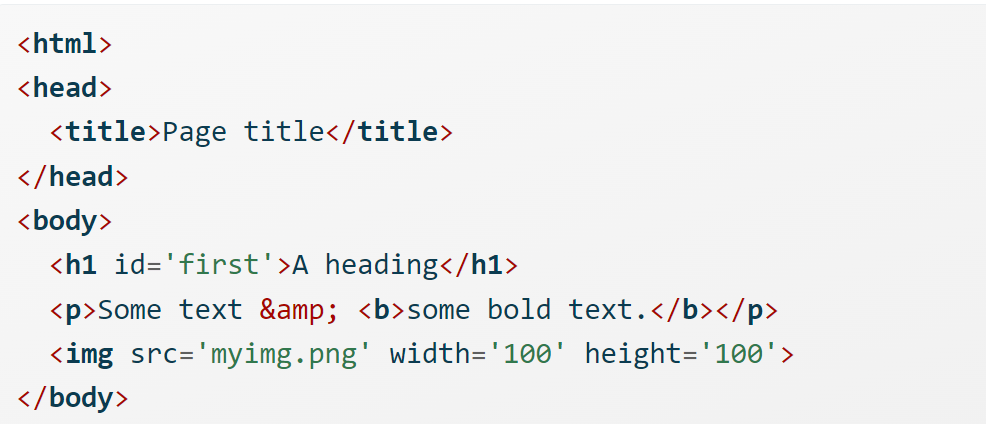 <html>
<head>
  <title>Page title</title>
</head>
<body>
  <h1 id='first'>A heading</h1>
  <p>Some text &amp; <b>some bold text.</b></p>
  <img src='myimg.png' width='100' height='100'>
</body>